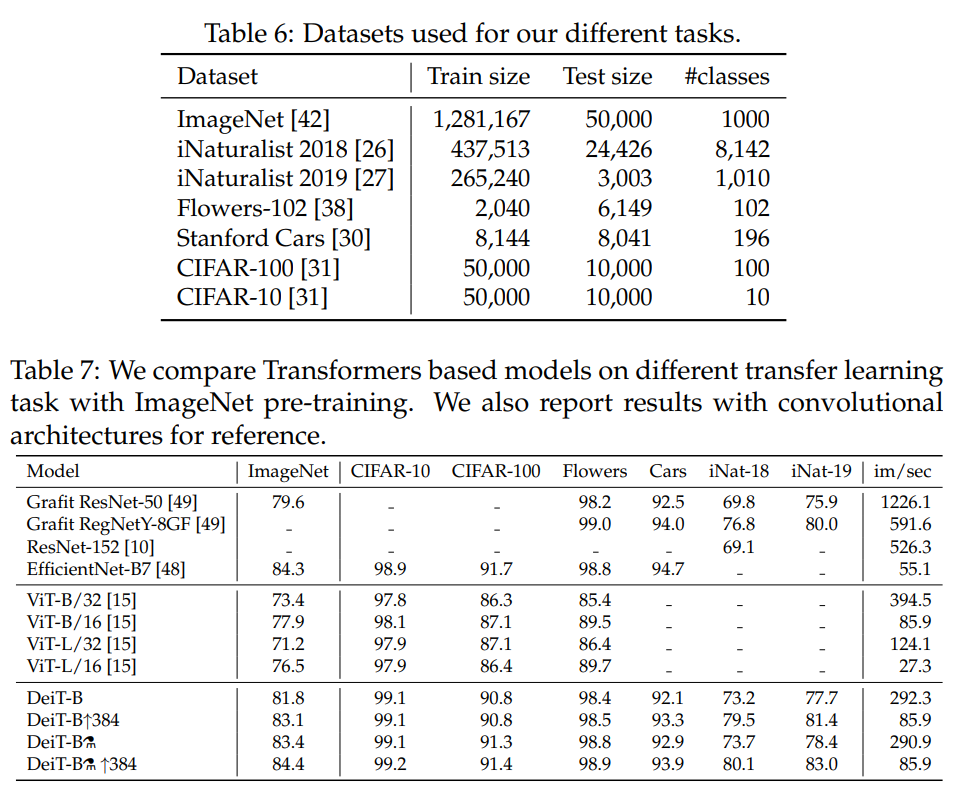 Table 6: Datasets used for our different tasks.
Dataset Train size Test size #classes
ImageNet [42] 1,281,167 50,000 1000
iNaturalist 2018 [26] 437,513 24,426 8,142
iNaturalist 2019 [27] 265,240 3,003 1,010
Flowers-102 [38] 2,040 6,149 102
Stanford Cars [30] 8,144 8,041 196
CIFAR-100 [31] 50,000 10,000 100
CIFAR-10 [31] 50,000 10,000 10
Table 7: We compare Transformers based models on different transfer learning
task with ImageNet pre-training. We also report results with convolutional
architectures for reference.
Model ImageNet CIFAR-10 CIFAR-100 Flowers Cars iNat-18 iNat-19 im/sec
Grafit ResNet-50 [49] 79.6 _ _ 98.2 92.5 69.8 75.9 1226.1
Grafit RegNetY-8GF [49] _ _ _ 99.0 94.0 76.8 80.0 591.6
ResNet-152 [10] _ _ _ _ _ 69.1 _ 526.3
EfficientNet-B7 [48] 84.3 98.9 91.7 98.8 94.7 _ _ 55.1
ViT-B/32 [15] 73.4 97.8 86.3 85.4 _ _ _ 394.5
ViT-B/16 [15] 77.9 98.1 87.1 89.5 _ _ _ 85.9
ViT-L/32 [15] 71.2 97.9 87.1 86.4 _ _ _ 124.1
ViT-L/16 [15] 76.5 97.9 86.4 89.7 _ _ _ 27.3
DeiT-B 81.8 99.1 90.8 98.4 92.1 73.2 77.7 292.3
DeiT-B↑384 83.1 99.1 90.8 98.5 93.3 79.5 81.4 85.9
DeiT-B⚗ 83.4 99.1 91.3 98.8 92.9 73.7 78.4 290.9
DeiT-B⚗ ↑384 84.4 99.2 91.4 98.9 93.9 80.1 83.0 85.9